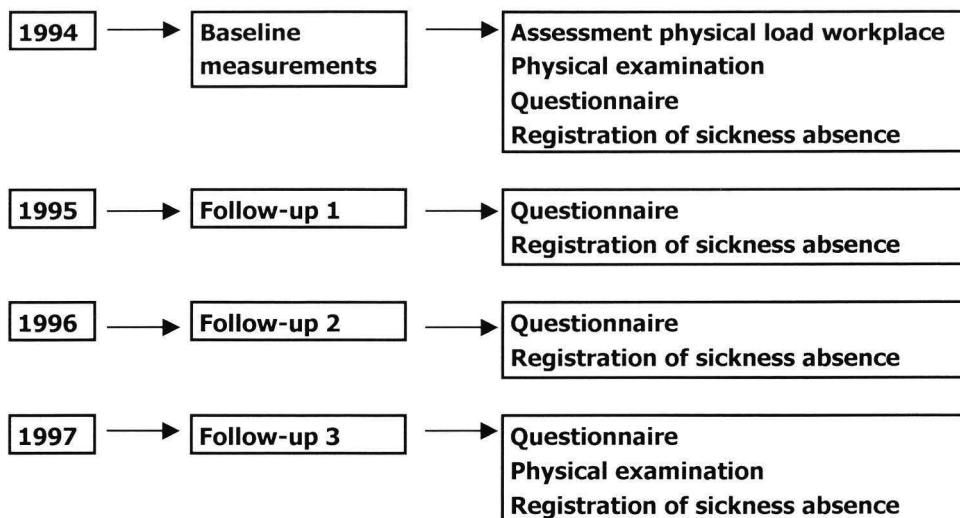 1994
Baseline
measurements
Assessment physical load workplace
Physical examination
Questionnaire
Registration of sickness absence
1995
Follow-up 1
Questionnaire
Registration of sickness absence
1996
Follow-up 2
Questionnaire
Registration of sickness absence
1997
Follow-up 3
Questionnaire
Physical examination
Registration of sickness absence